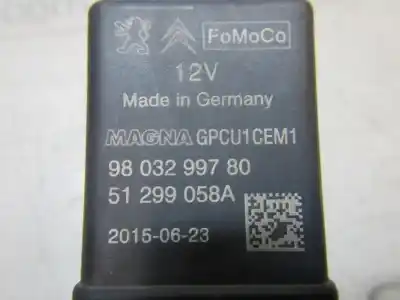 FoMoCo
12V
Made in Germany
MAGNA GPCU1CEM1
98 032 997 80
51 299 058A
2015-06-23